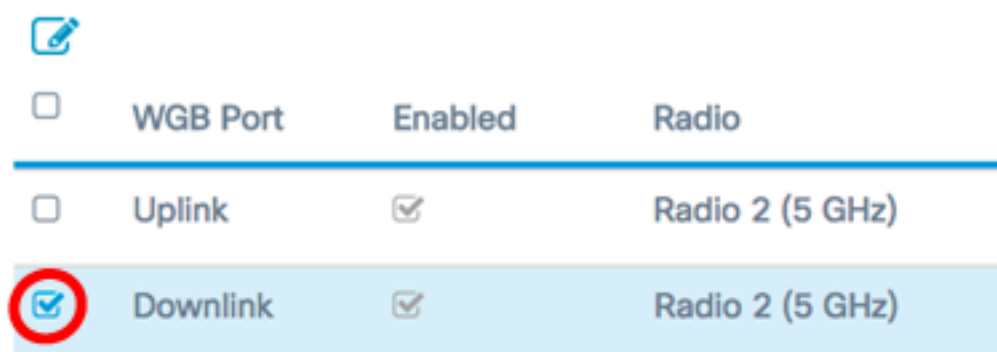 WGB Port Enabled Radio
Uplink Radio 2 (5 GHz)
Downlink Radio 2 (5 GHz)